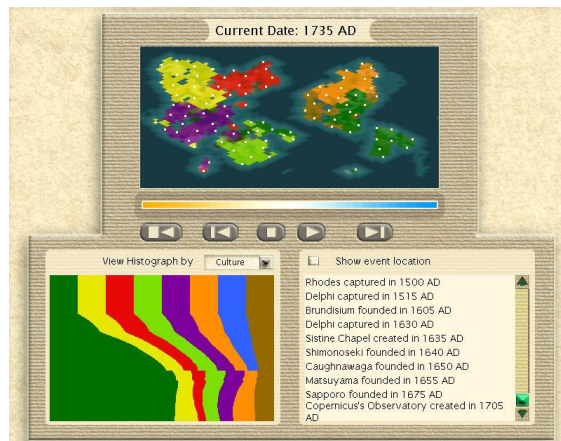 Current Date: 1735 AD
View Histogram by
Culture
Show event location
Rhodes captured in 1500 AD
Delphi captured in 1515 AD
Brundisium founded in 1605 AD
Delphi captured in 1630 AD
Sistine Chapel created in 1635 AD
Shimonoseki founded in 1640 AD
Caughnawaga founded in 1650 AD
Matsuyama founded in 1655 AD
Sapporo founded in 1675 AD
Copernicus's Observatory created in 1705
AD